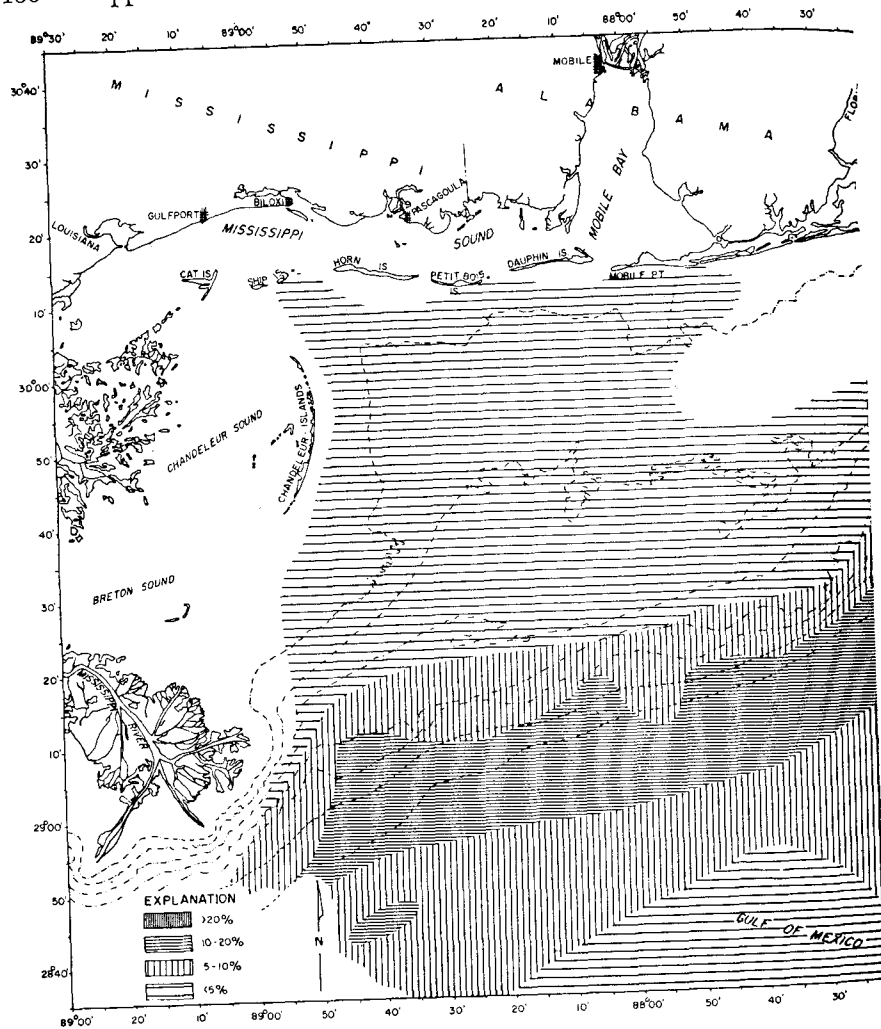 89°30' 20' 10' 89°00' 50' 40' 30' 20' 10' 88°00' 50' 40' 30'
MOBILE
30°40'
MISSISSIPPI
ALABAMA
30'
BILOXI
PASCAGOULA
MOBILE BAY
GULFPORT
LOUISIANA
MISSISSIPPI
SOUND
20'
HORN IS
DAUPHIN IS
CAT IS
SHIP
PETIT BOIS IS
MOBILE PT.
10'
30°00'
CHANDELEUR SOUND
CHANDELEUR ISLANDS
50'
40'
BRETON SOUND
30'
20'
MISSISSIPPI RIVER
10'
29°00'
50'
EXPLANATION
>20%
10-20%
5-10%
<5%
N
GULF OF MEXICO
28°40'
89°00' 10' 89°00' 50' 40' 30' 20' 10' 88°00' 50' 40' 30'